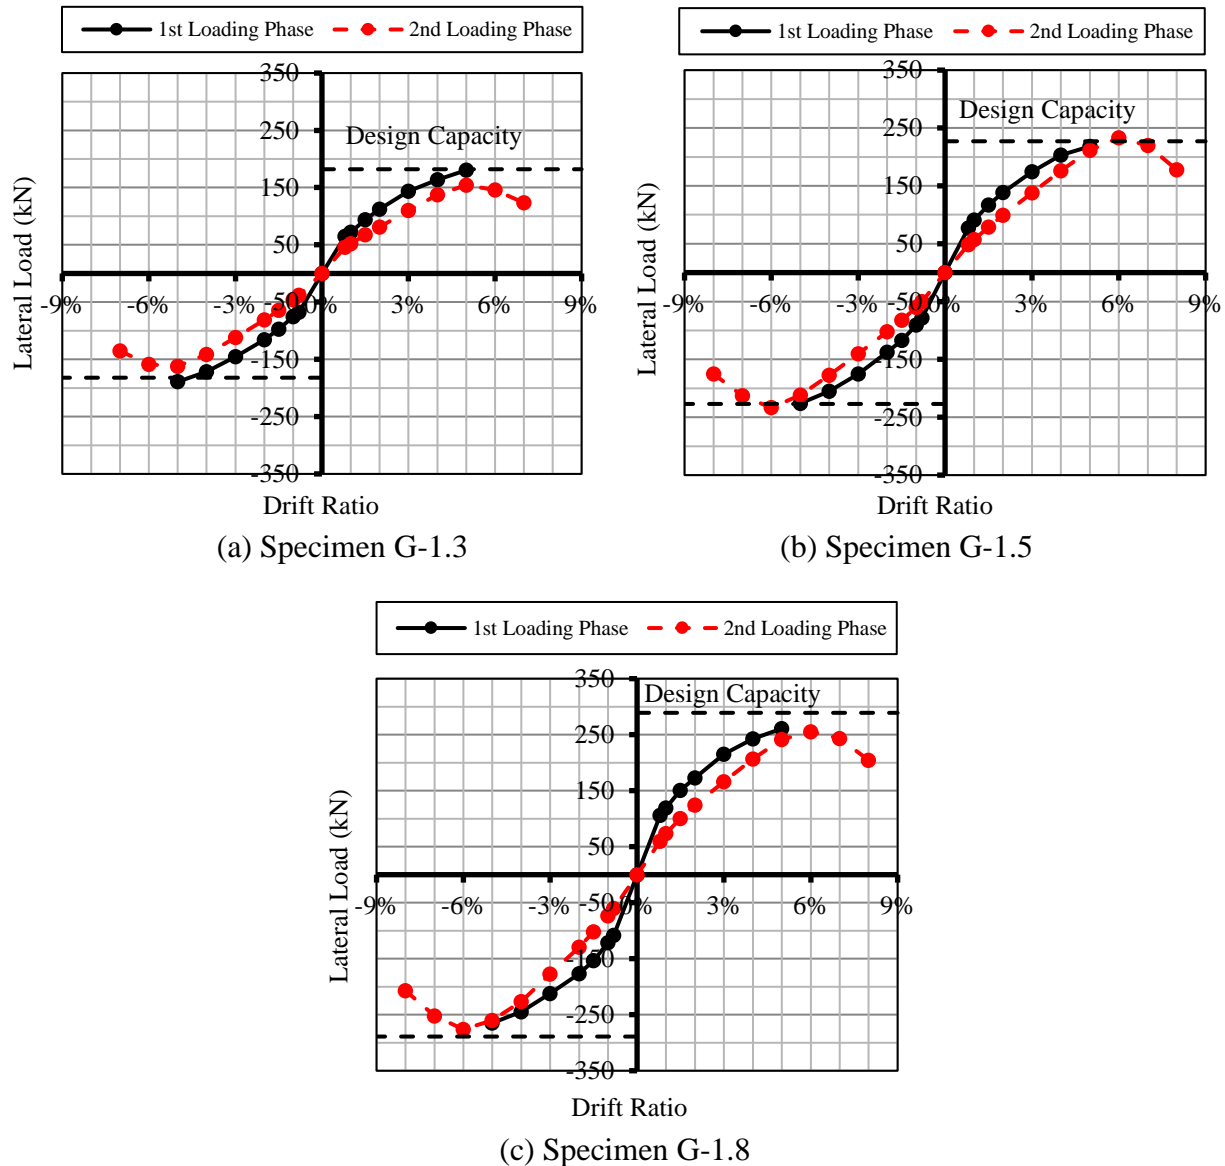 1st Loading Phase 2nd Loading Phase
350
250
150
50
-50
-150
-250
-350
-9% -6% -3% 0% 3% 6% 9%
Design Capacity
Lateral Load (kN)
Drift Ratio
(a) Specimen G-1.3
1st Loading Phase 2nd Loading Phase
350
250
150
50
-50
-150
-250
-350
-9% -6% -3% 0% 3% 6% 9%
Design Capacity
Lateral Load (kN)
Drift Ratio
(b) Specimen G-1.5
1st Loading Phase 2nd Loading Phase
350
250
150
50
-50
-150
-250
-350
-9% -6% -3% 0% 3% 6% 9%
Design Capacity
Lateral Load (kN)
Drift Ratio
(c) Specimen G-1.8